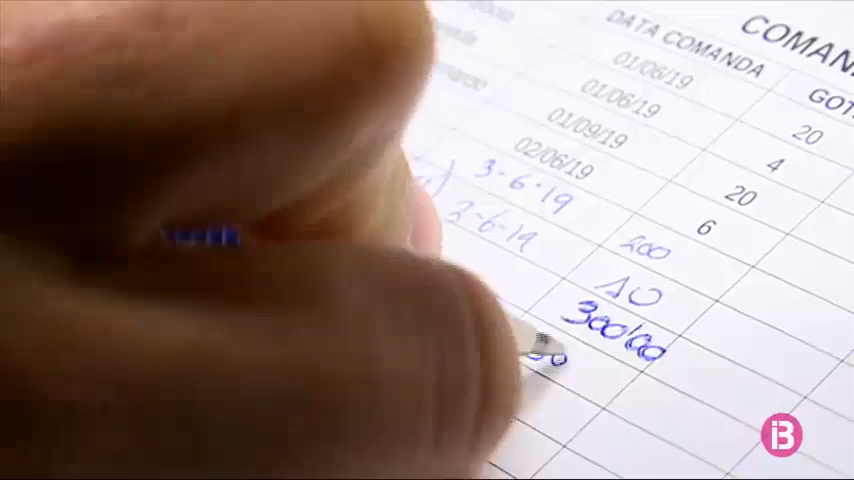 COMAN
DATA COMANDA GOT
01/06/19 20
01/06/19 4
01/09/19 20
02/06/19 6
3-6-19 200
3-6-19 10
300'00
IB